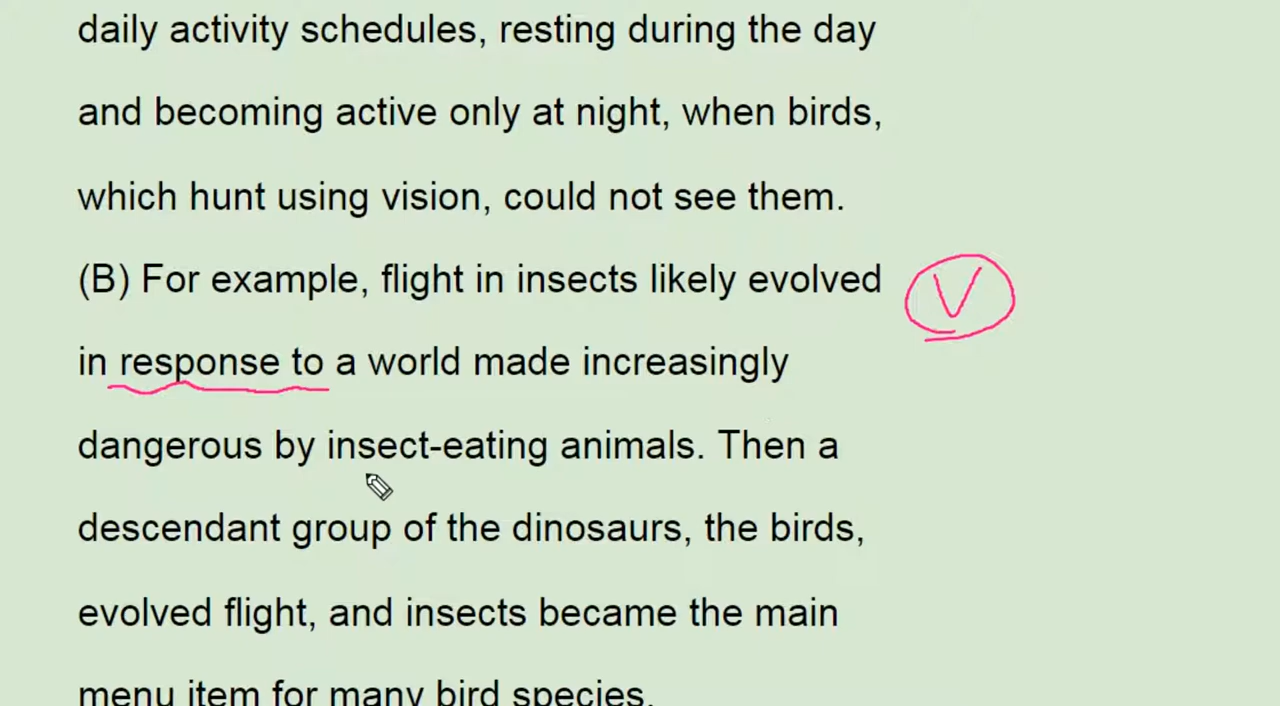 daily activity schedules, resting during the day
and becoming active only at night, when birds,
which hunt using vision, could not see them.
(B) For example, flight in insects likely evolved
V
in response to a world made increasingly
dangerous by insect-eating animals. Then a
descendant group of the dinosaurs, the birds,
evolved flight, and insects became the main
menu item for many bird species.